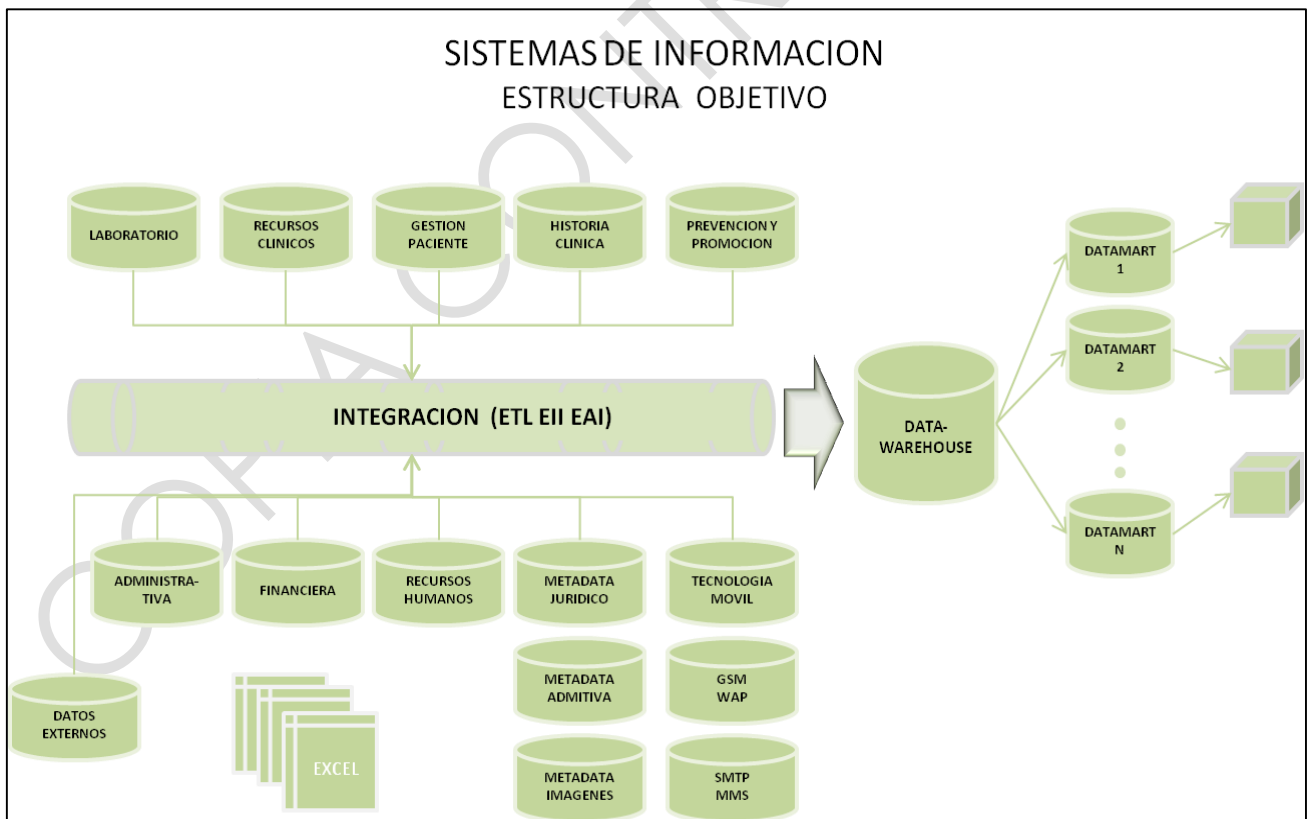 SISTEMAS DE INFORMACION
ESTRUCTURA OBJETIVO
LABORATORIO
RECURSOS
CLINICOS
GESTION
PACIENTE
HISTORIA
CLINICA
PREVENCION Y
PROMOCION
INTEGRACION (ETL EII EAI)
DATA-
WAREHOUSE
DATAMART
1
DATAMART
2
DATAMART
N
ADMINISTRA-
TIVA
FINANCIERA
RECURSOS
HUMANOS
METADATA
JURIDICO
TECNOLOGIA
MOVIL
DATOS
EXTERNOS
EXCEL
METADATA
ADMITIVA
GSM
WAP
METADATA
IMAGENES
SMTP
MMS
COPIA